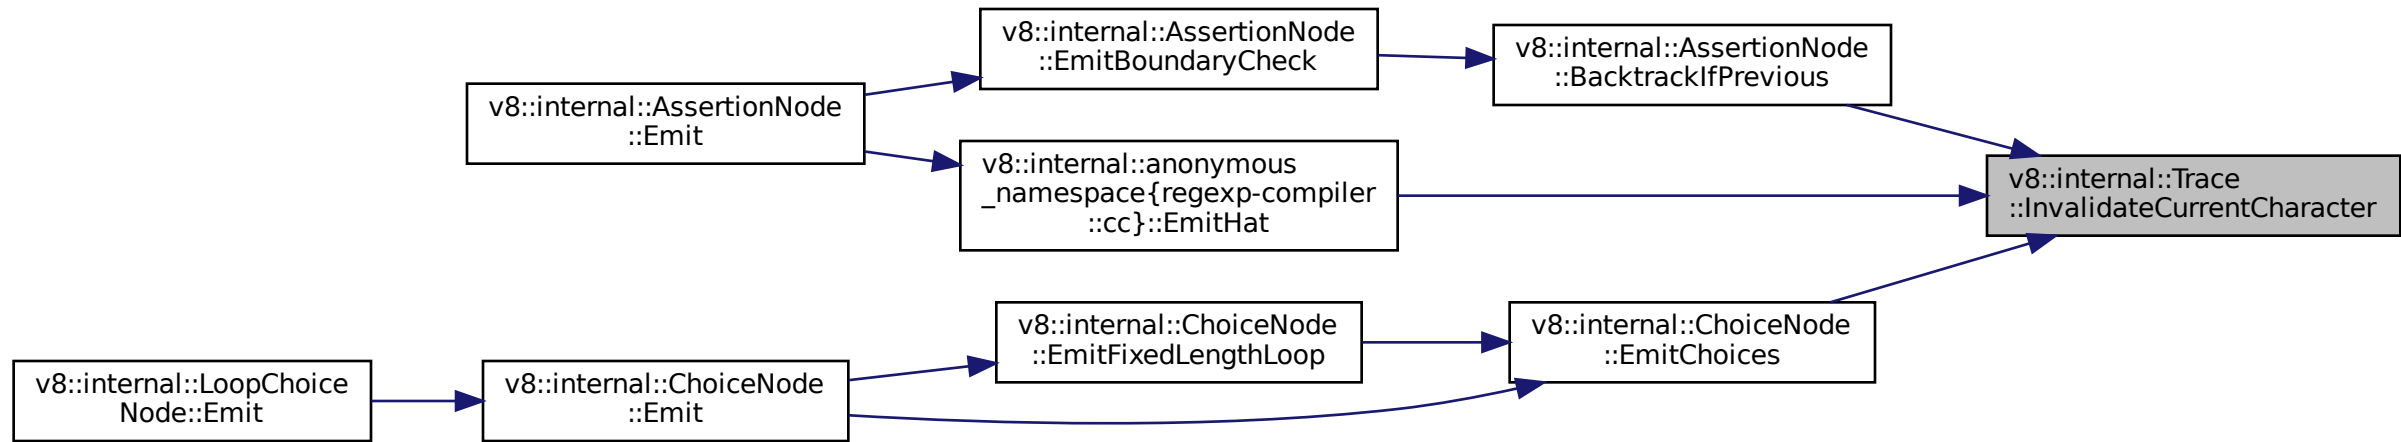 v8::internal::AssertionNode
::EmitBoundaryCheck
v8::internal::AssertionNode
::BacktrackIfPrevious
v8::internal::AssertionNode
::Emit
v8::internal::anonymous
_namespace{regexp-compiler
::cc}::EmitHat
v8::internal::Trace
::InvalidateCurrentCharacter
v8::internal::ChoiceNode
::EmitFixedLengthLoop
v8::internal::ChoiceNode
::EmitChoices
v8::internal::LoopChoice
Node::Emit
v8::internal::ChoiceNode
::Emit